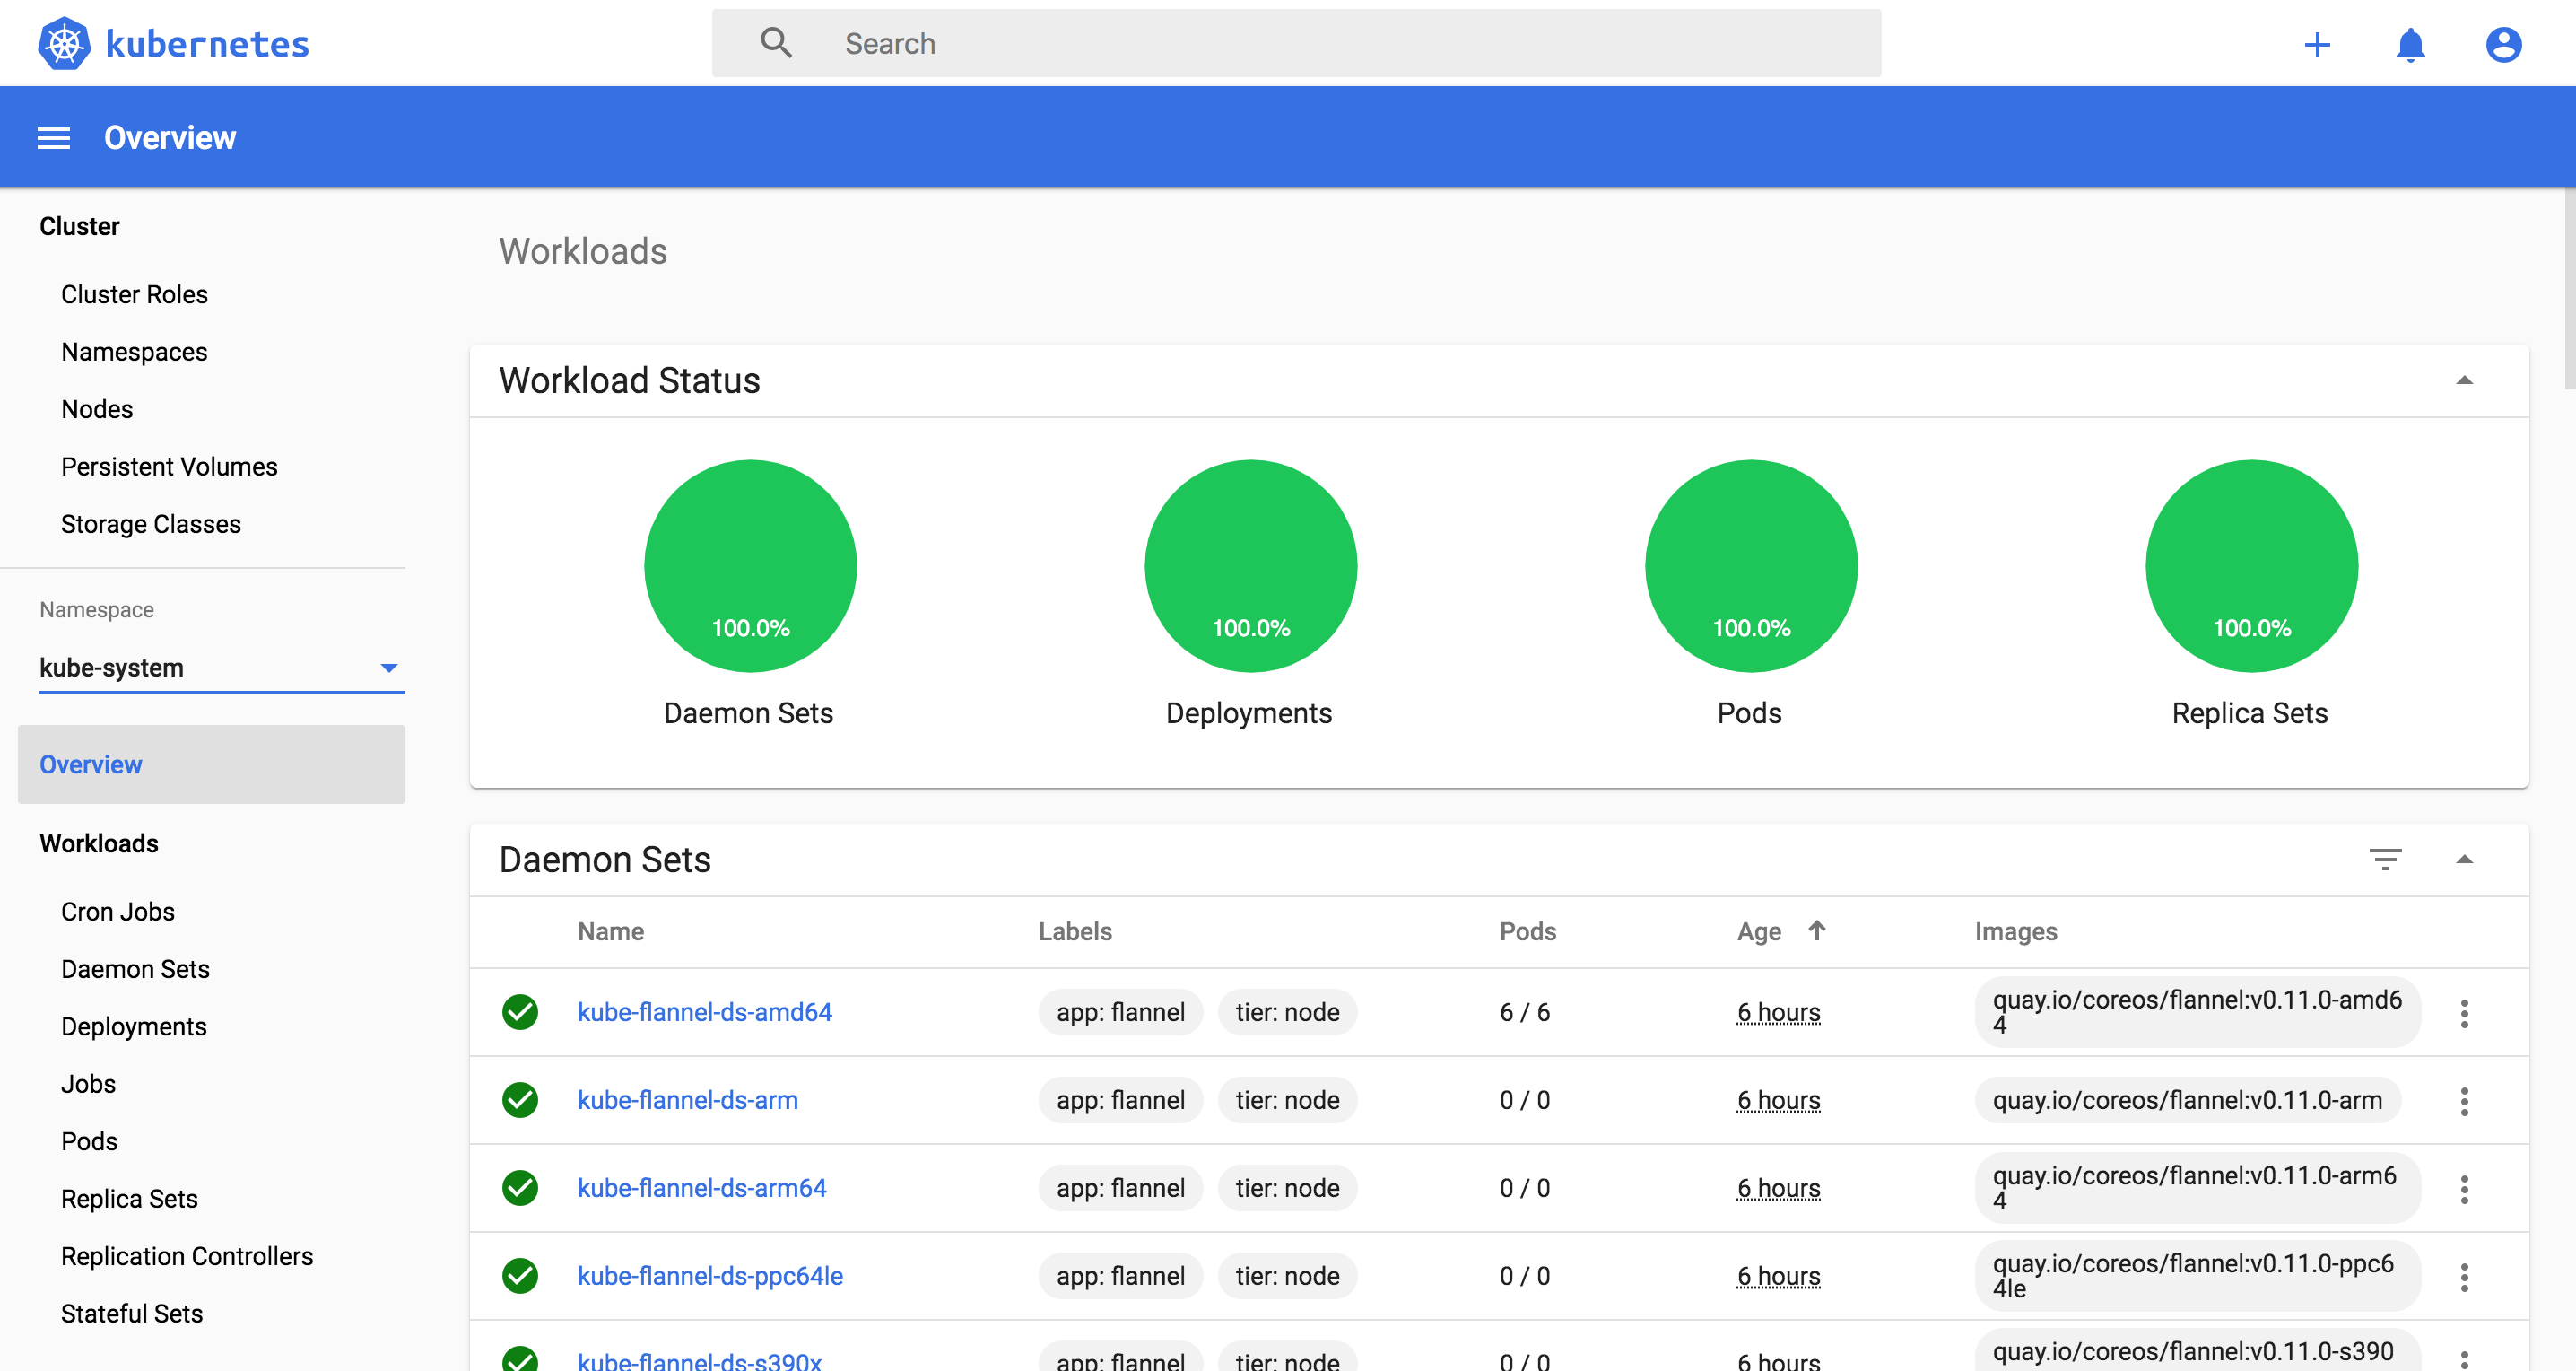 kubernetes
Search
Overview
Cluster
Cluster Roles
Namespaces
Nodes
Persistent Volumes
Storage Classes
Namespace
kube-system
Overview
Workloads
Cron Jobs
Daemon Sets
Deployments
Jobs
Pods
Replica Sets
Replication Controllers
Stateful Sets
Workloads
Workload Status
100.0% 100.0% 100.0% 100.0%
Daemon Sets Deployments Pods Replica Sets
Daemon Sets
Name Labels Pods Age Images
kube-flannel-ds-amd64 app: flannel tier: node 6 / 6 6 hours quay.io/coreos/flannel:v0.11.0-amd6
4
kube-flannel-ds-arm app: flannel tier: node 0 / 0 6 hours quay.io/coreos/flannel:v0.11.0-arm
kube-flannel-ds-arm64 app: flannel tier: node 0 / 0 6 hours quay.io/coreos/flannel:v0.11.0-arm6
4
kube-flannel-ds-ppc64le app: flannel tier: node 0 / 0 6 hours quay.io/coreos/flannel:v0.11.0-ppc6
4le
kube-flannel-ds-s390x app: flannel tier: node 0 / 0 6 hours quay.io/coreos/flannel:v0.11.0-s390